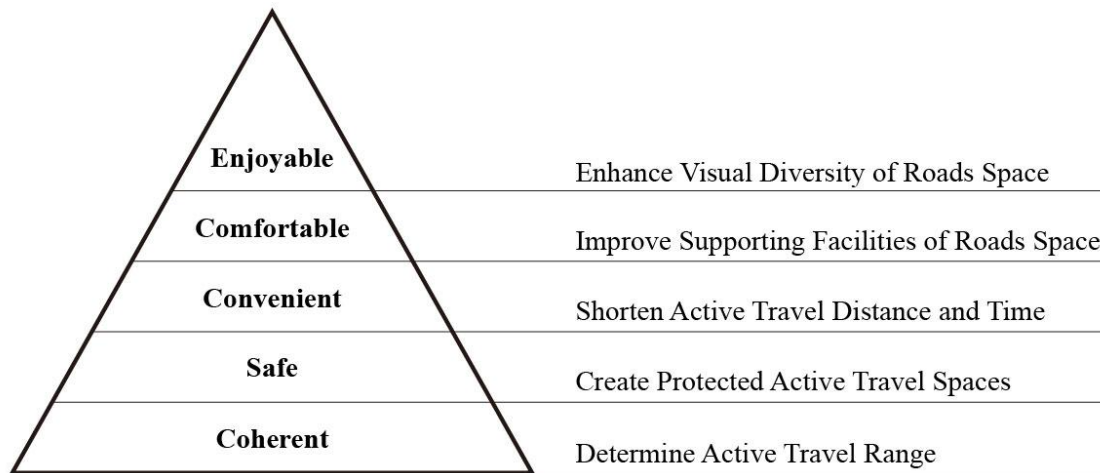 Enjoyable
Enhance Visual Diversity of Roads Space
Comfortable
Improve Supporting Facilities of Roads Space
Convenient
Shorten Active Travel Distance and Time
Safe
Create Protected Active Travel Spaces
Coherent
Determine Active Travel Range